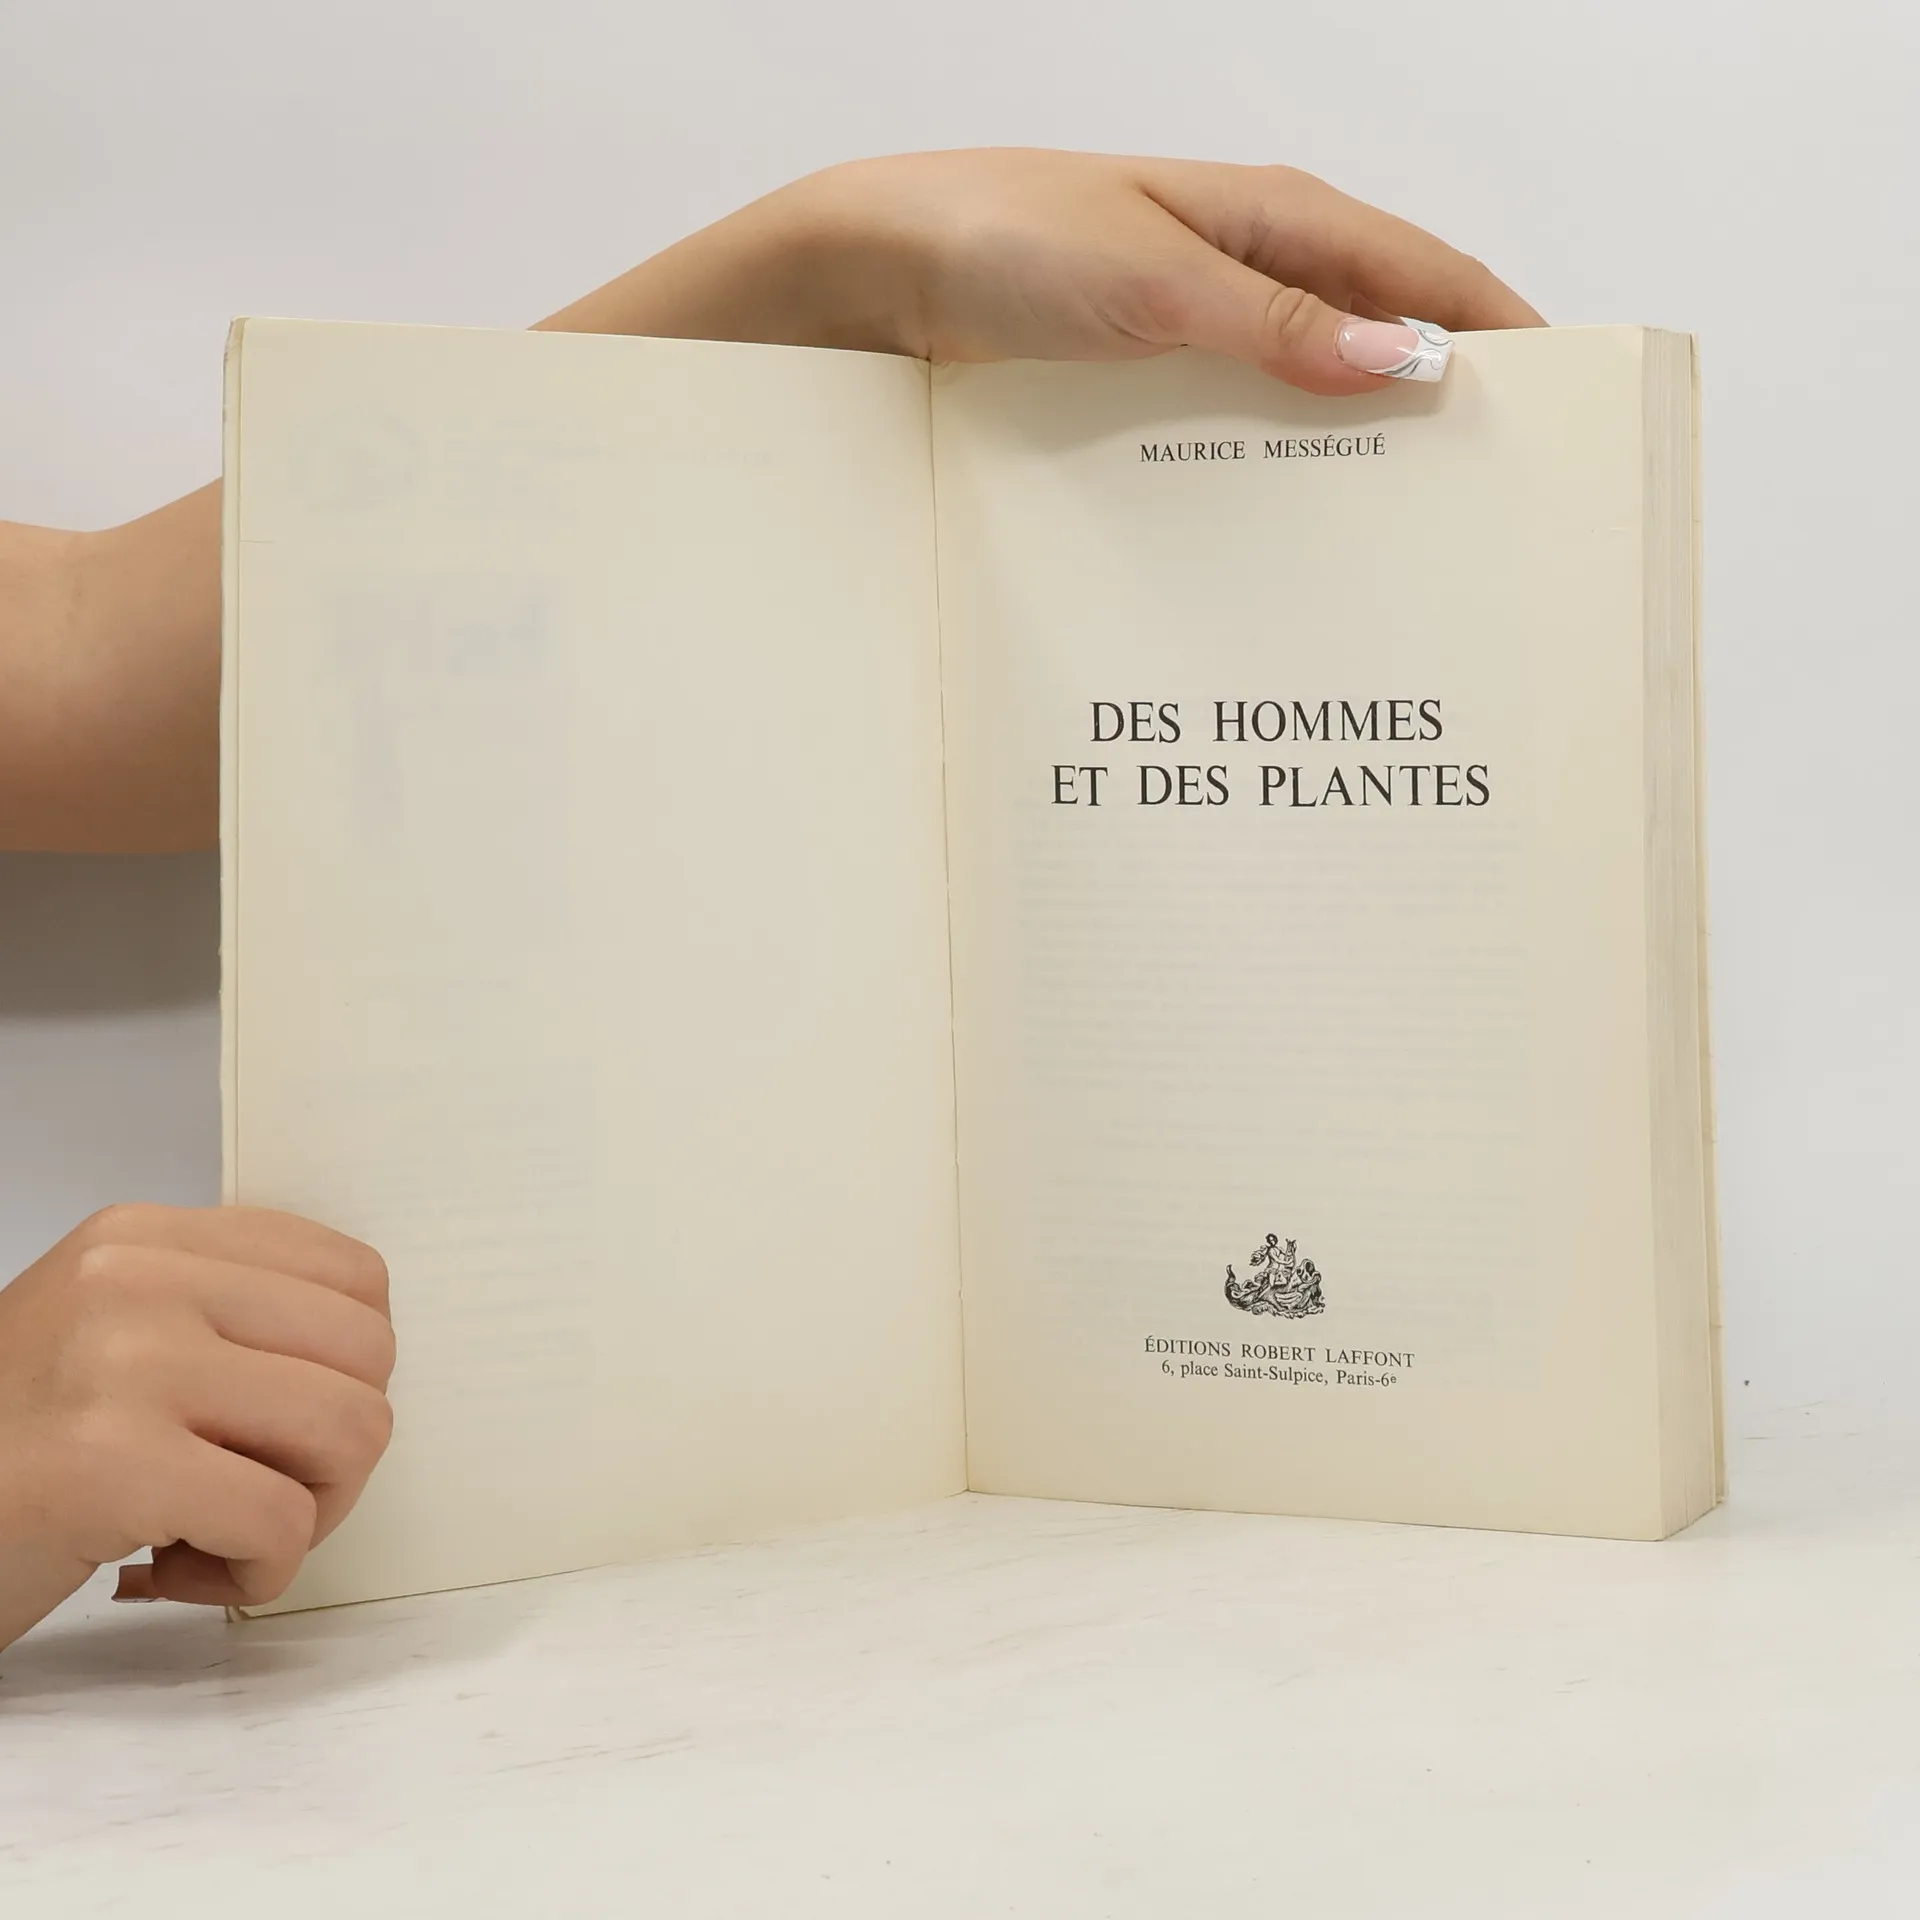 MAURICE MESSÉGUÉ
DES HOMMES
ET DES PLANTES
ÉDITIONS ROBERT LAFFONT
6, place Saint-Sulpice, Paris-6e